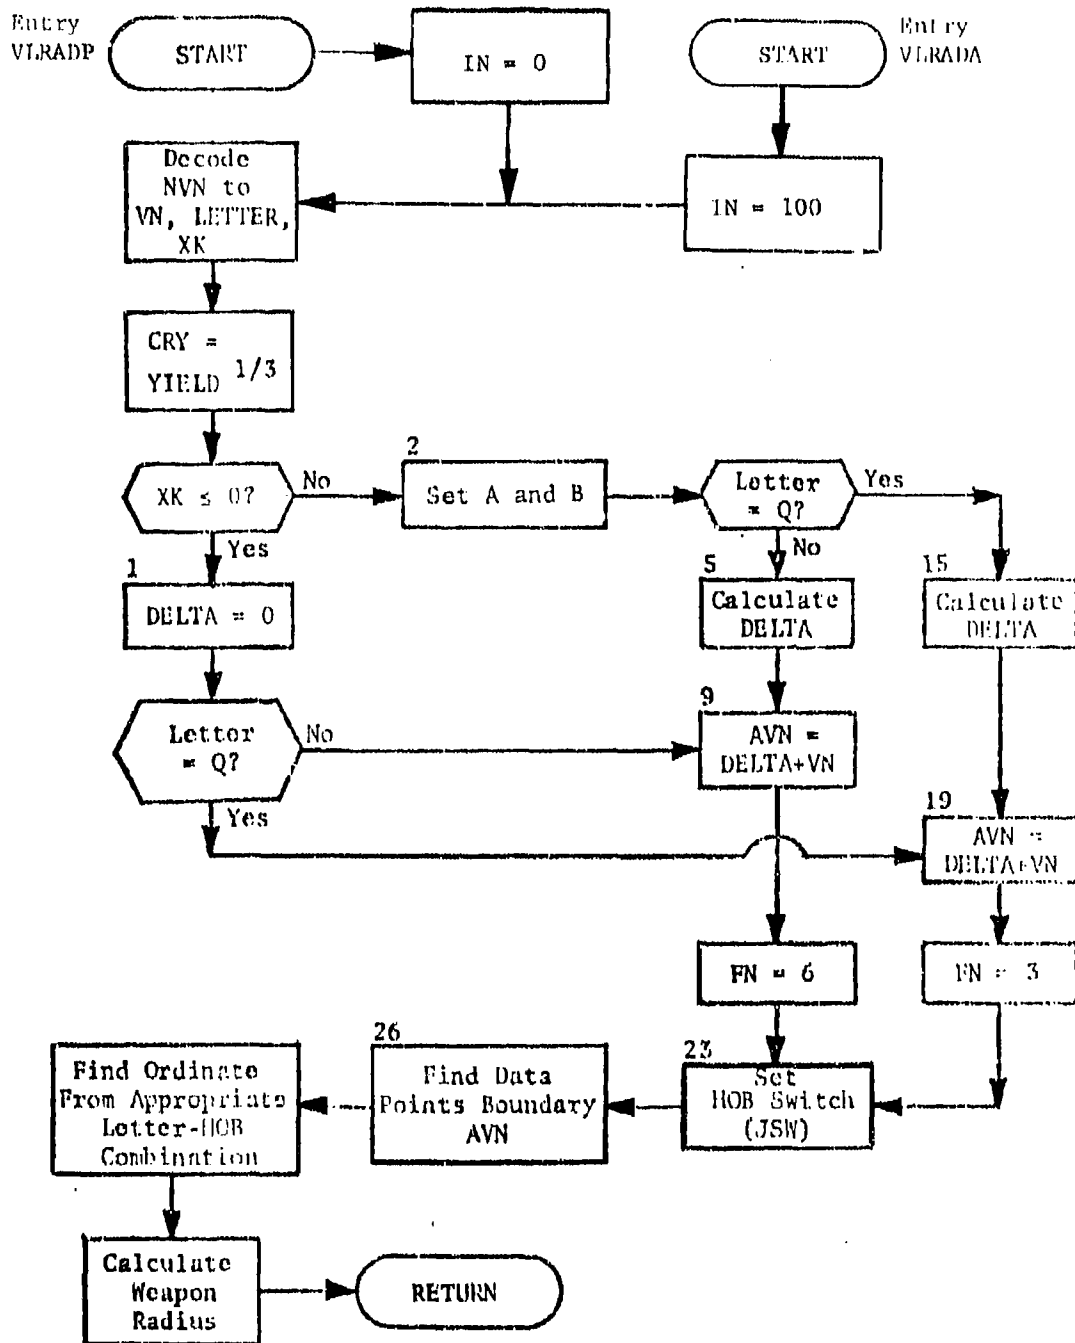 Entry
VLRADP
START
IN = 0
START
Entry
VLRADA
Decode
NVN to
VN, LETTER,
XK
IN = 100
CRY =
YIELD 1/3
XK ≤ 0?
No
Yes
2
Set A and B
Letter
= Q?
Yes
No
1
DELTA = 0
5
Calculate
DELTA
15
Calculate
DELTA
Letter
= Q?
No
Yes
9
AVN =
DELTA+VN
19
AVN =
DELTA+VN
FN = 6
FN = 3
Find Ordinate
From Appropriate
Letter-HOB
Combination
26
Find Data
Points Boundary
AVN
23
Set
HOB Switch
(JSW)
Calculate
Weapon
Radius
RETURN